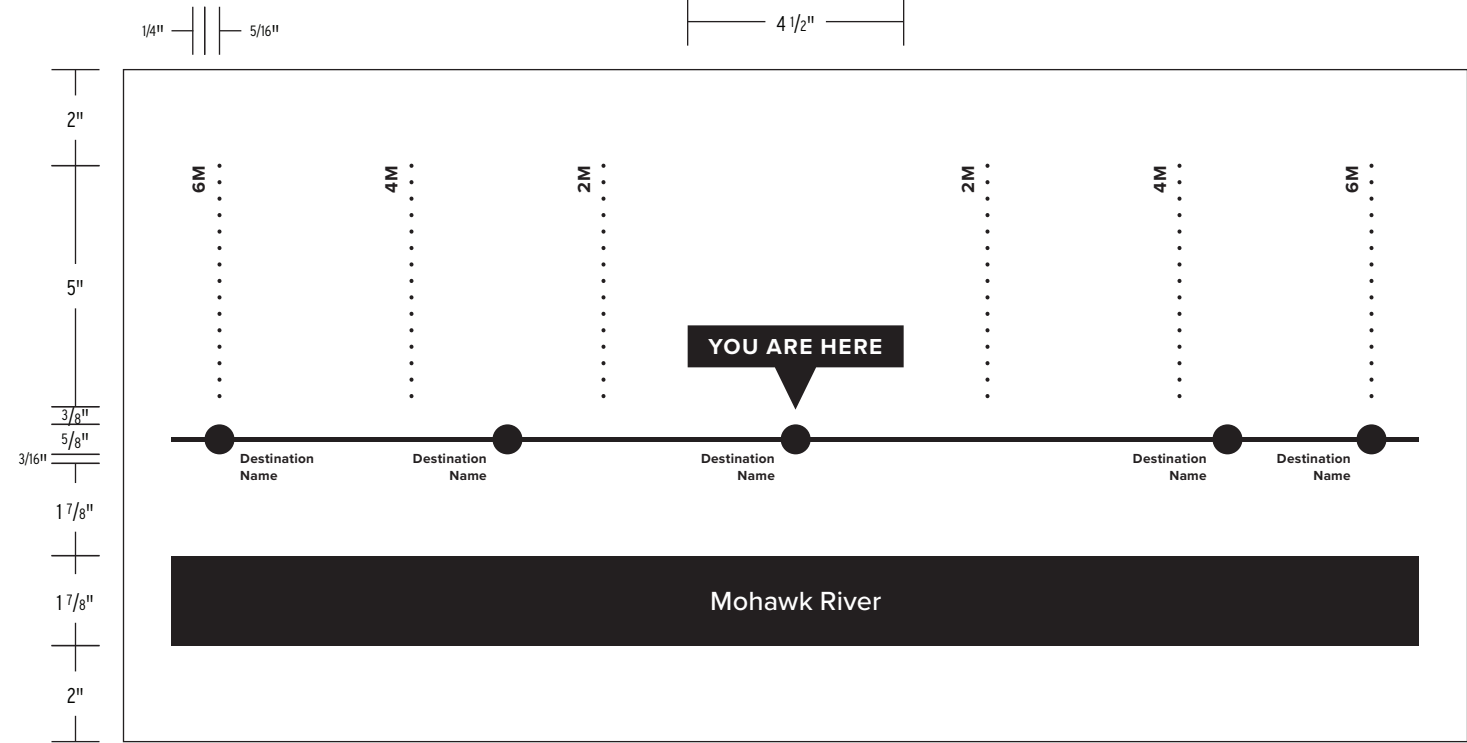 1/4" 5/16" 4 1/2"
2"
6M 4M 2M 2M 4M 6M
5"
YOU ARE HERE
3/8"
5/8"
3/16"
Destination
Name
Destination
Name
Destination
Name
Destination
Name
Destination
Name
1 7/8"
1 7/8"
Mohawk River
2"